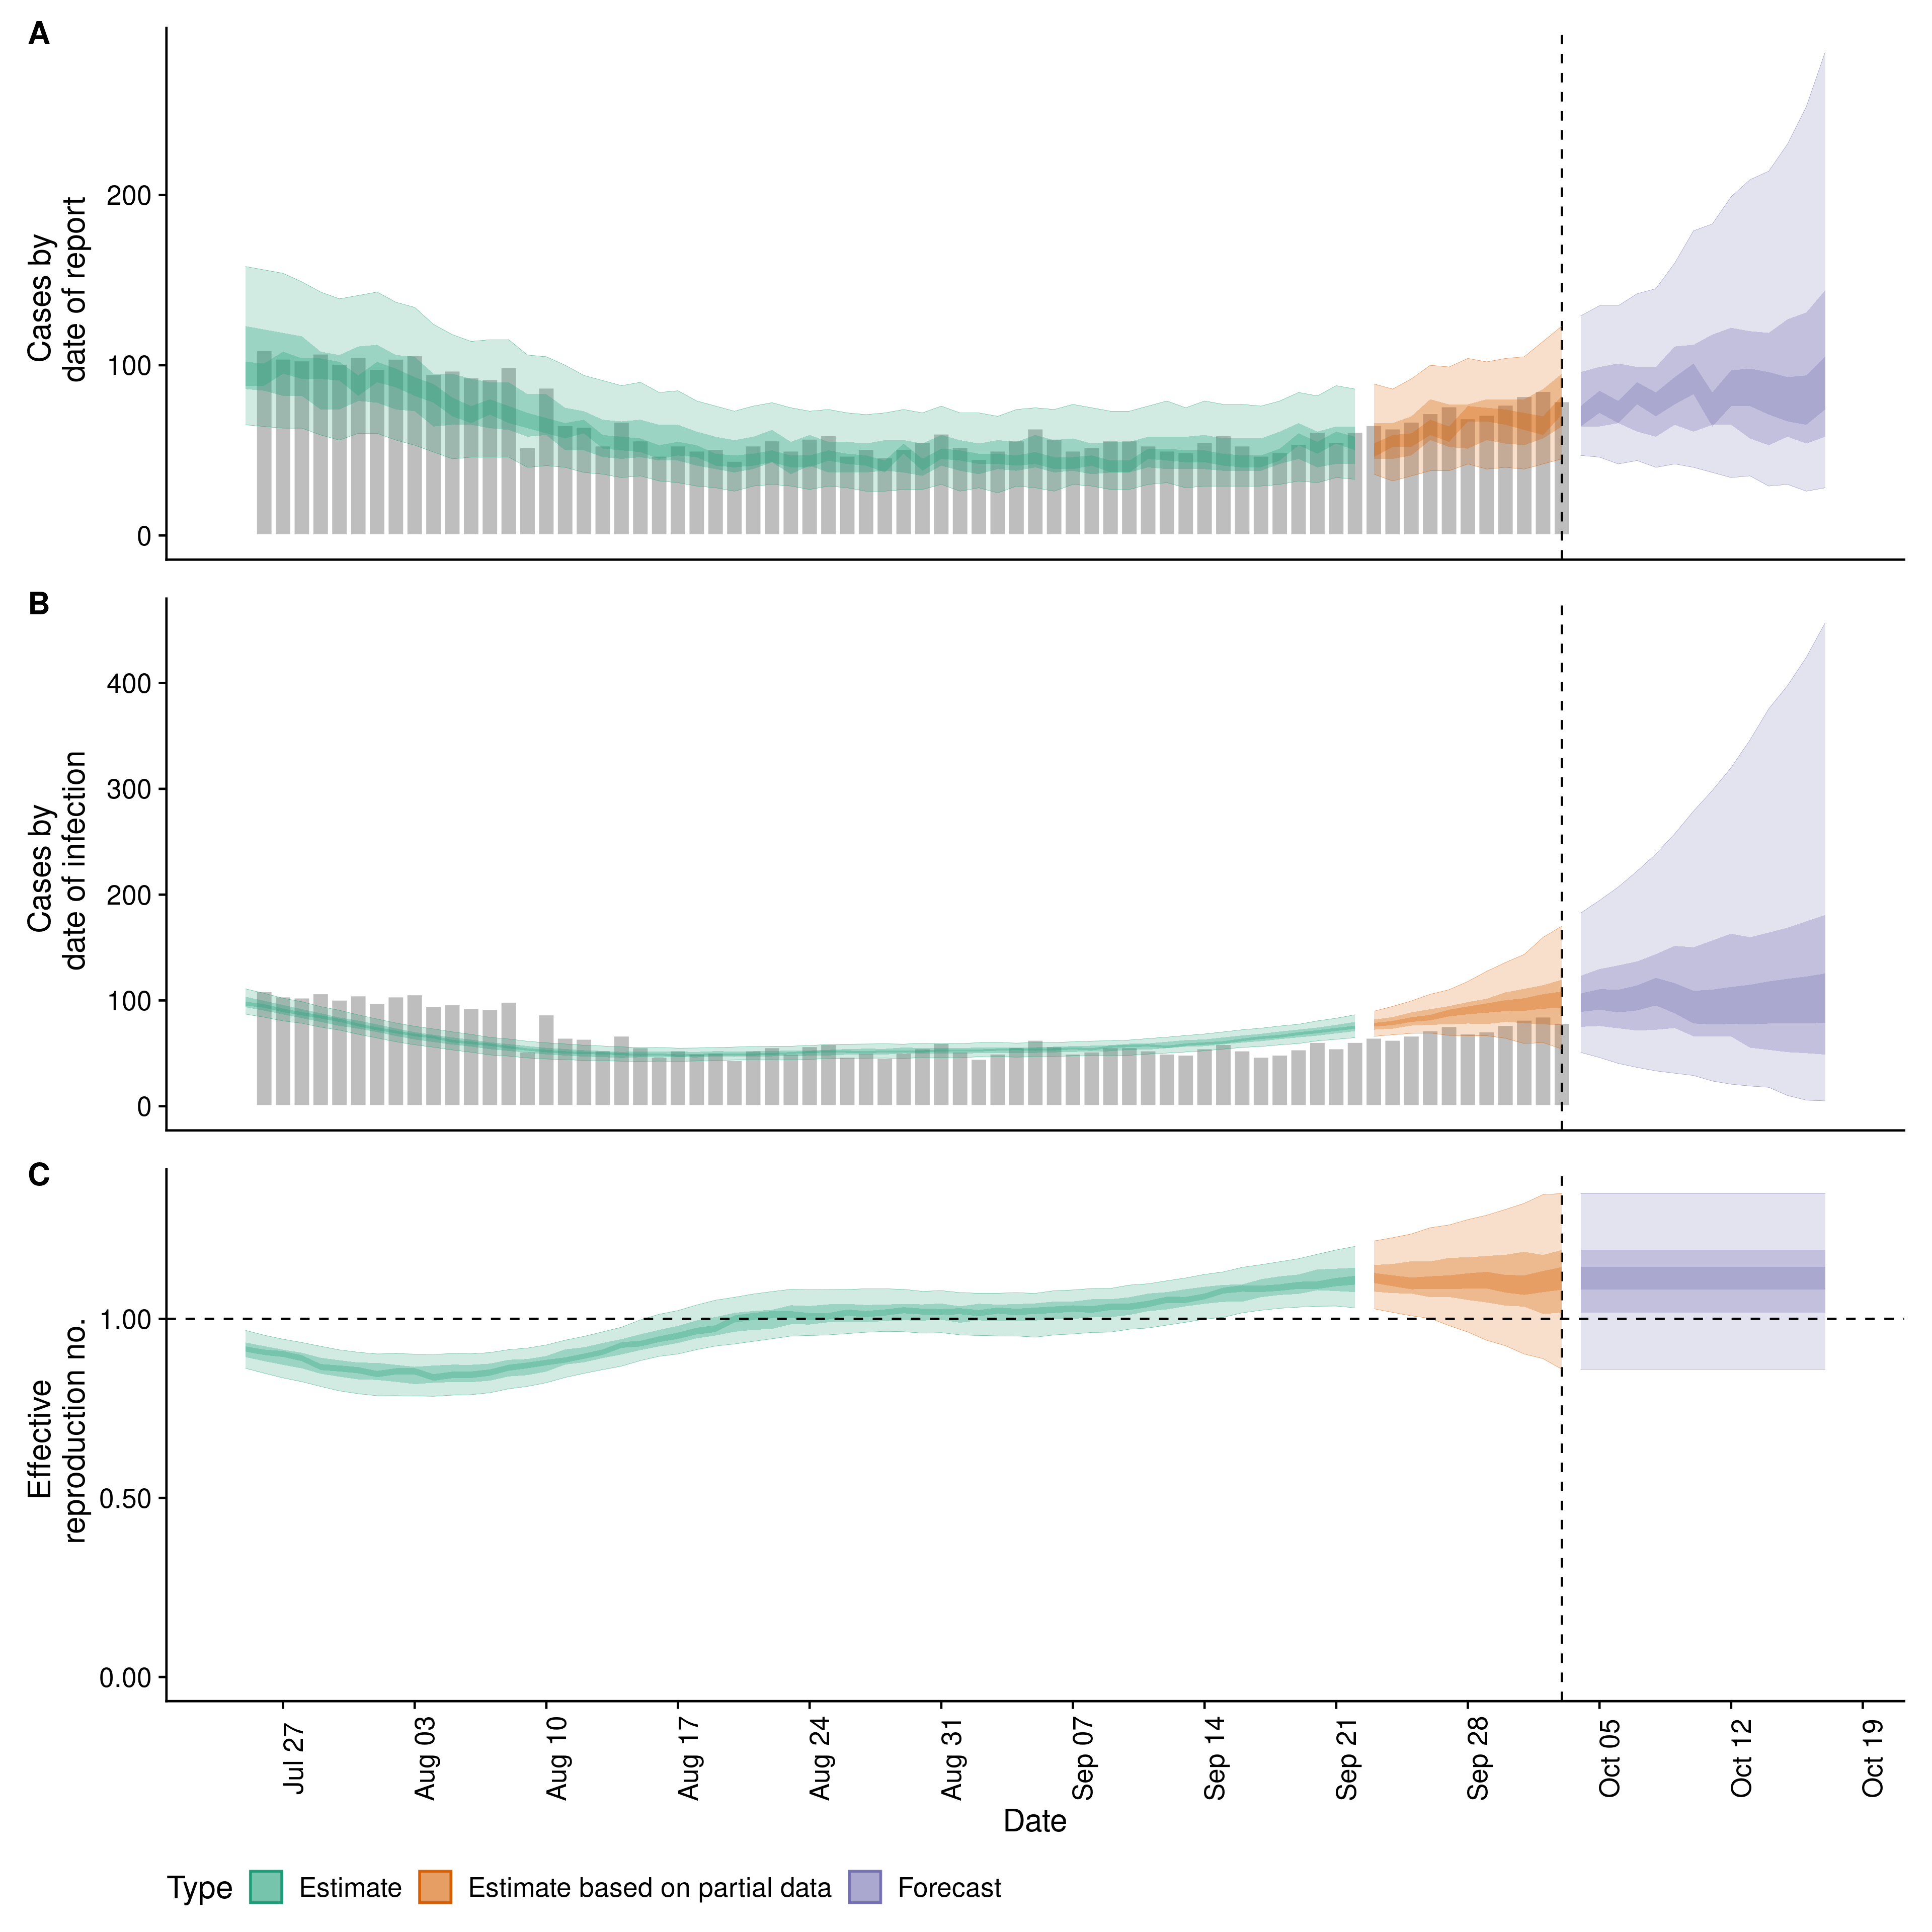 A
Cases by
date of report
200
100
0
B
Cases by
date of infection
400
300
200
100
0
C
Effective
reproduction no.
1.00
0.50
0.00
Jul 27
Aug 03
Aug 10
Aug 17
Aug 24
Aug 31
Sep 07
Sep 14
Sep 21
Sep 28
Oct 05
Oct 12
Oct 19
Date
Type Estimate Estimate based on partial data Forecast